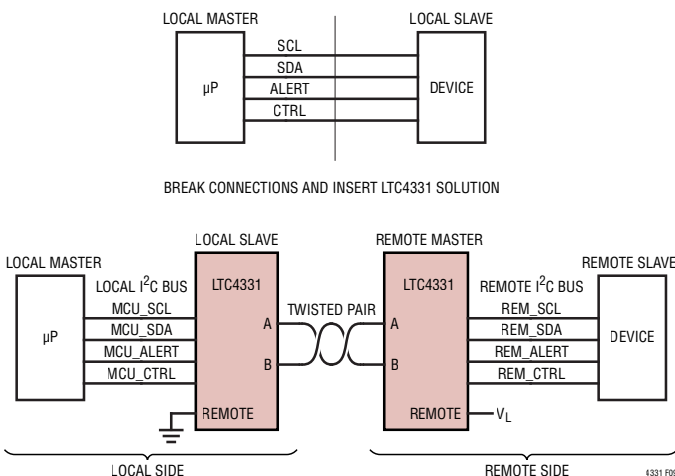 LOCAL MASTER
LOCAL SLAVE
SCL
SDA
µP
ALERT
DEVICE
CTRL
BREAK CONNECTIONS AND INSERT LTC4331 SOLUTION
LOCAL SLAVE
REMOTE MASTER
LOCAL MASTER
REMOTE SLAVE
LOCAL I²C BUS
LTC4331
LTC4331
REMOTE I²C BUS
MCU_SCL
TWISTED PAIR
REM_SCL
A
A
MCU_SDA
REM_SDA
µP
DEVICE
MCU_ALERT
REM_ALERT
B
B
MCU_CTRL
REM_CTRL
REMOTE
REMOTE
VL
LOCAL SIDE
REMOTE SIDE
4331 F09